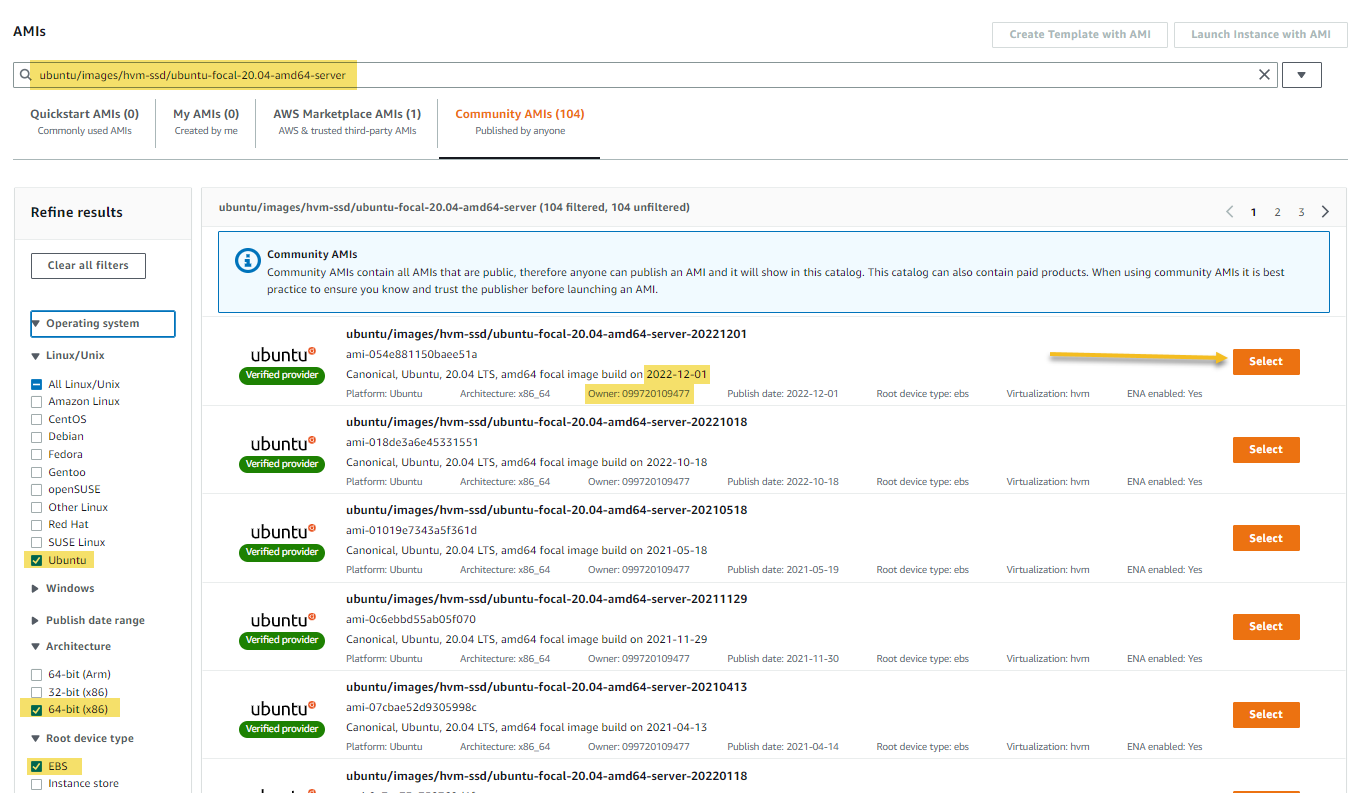 AMIs
Create Template with AMI
Launch Instance with AMI
ubuntu/images/hvm-ssd/ubuntu-focal-20.04-amd64-server
Quickstart AMIs (0)
Commonly used AMIs
My AMIs (0)
Created by me
AWS Marketplace AMIs (1)
AWS & trusted third-party AMIs
Community AMIs (104)
Published by anyone
Refine results
Clear all filters
Operating system
Linux/Unix
All Linux/Unix
Amazon Linux
CentOS
Debian
Fedora
Gentoo
openSUSE
Other Linux
Red Hat
SUSE Linux
Ubuntu
Windows
Publish date range
Architecture
64-bit (Arm)
32-bit (x86)
64-bit (x86)
Root device type
EBS
Instance store
ubuntu/images/hvm-ssd/ubuntu-focal-20.04-amd64-server (104 filtered, 104 unfiltered)
1 2 3
Community AMIs
Community AMIs contain all AMIs that are public, therefore anyone can publish an AMI and it will show in this catalog. This catalog can also contain paid products. When using community AMIs it is best
practice to ensure you know and trust the publisher before launching an AMI.
ubuntu
Verified provider
ubuntu/images/hvm-ssd/ubuntu-focal-20.04-amd64-server-20221201
ami-054e881150baee51a
Canonical, Ubuntu, 20.04 LTS, amd64 focal image build on 2022-12-01
Platform: Ubuntu Architecture: x86_64 Owner: 099720109477 Publish date: 2022-12-01 Root device type: ebs Virtualization: hvm ENA enabled: Yes
Select
ubuntu
Verified provider
ubuntu/images/hvm-ssd/ubuntu-focal-20.04-amd64-server-20221018
ami-018de3a6e45331551
Canonical, Ubuntu, 20.04 LTS, amd64 focal image build on 2022-10-18
Platform: Ubuntu Architecture: x86_64 Owner: 099720109477 Publish date: 2022-10-18 Root device type: ebs Virtualization: hvm ENA enabled: Yes
Select
ubuntu
Verified provider
ubuntu/images/hvm-ssd/ubuntu-focal-20.04-amd64-server-20210518
ami-01019e7343a5f361d
Canonical, Ubuntu, 20.04 LTS, amd64 focal image build on 2021-05-18
Platform: Ubuntu Architecture: x86_64 Owner: 099720109477 Publish date: 2021-05-19 Root device type: ebs Virtualization: hvm ENA enabled: Yes
Select
ubuntu
Verified provider
ubuntu/images/hvm-ssd/ubuntu-focal-20.04-amd64-server-20211129
ami-0c6ebbd55ab05f070
Canonical, Ubuntu, 20.04 LTS, amd64 focal image build on 2021-11-29
Platform: Ubuntu Architecture: x86_64 Owner: 099720109477 Publish date: 2021-11-30 Root device type: ebs Virtualization: hvm ENA enabled: Yes
Select
ubuntu
Verified provider
ubuntu/images/hvm-ssd/ubuntu-focal-20.04-amd64-server-20210413
ami-07cbae52d9305998c
Canonical, Ubuntu, 20.04 LTS, amd64 focal image build on 2021-04-13
Platform: Ubuntu Architecture: x86_64 Owner: 099720109477 Publish date: 2021-04-14 Root device type: ebs Virtualization: hvm ENA enabled: Yes
Select
ubuntu/images/hvm-ssd/ubuntu-focal-20.04-amd64-server-20220118